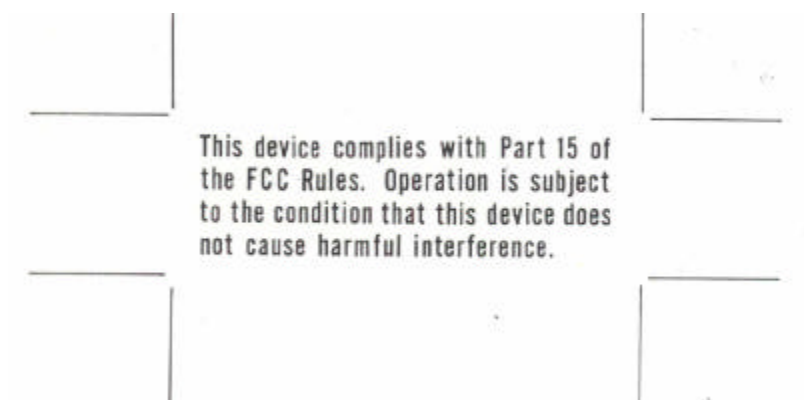 This device complies with Part 15 of
the FCC Rules. Operation is subject
to the condition that this device does
not cause harmful interference.